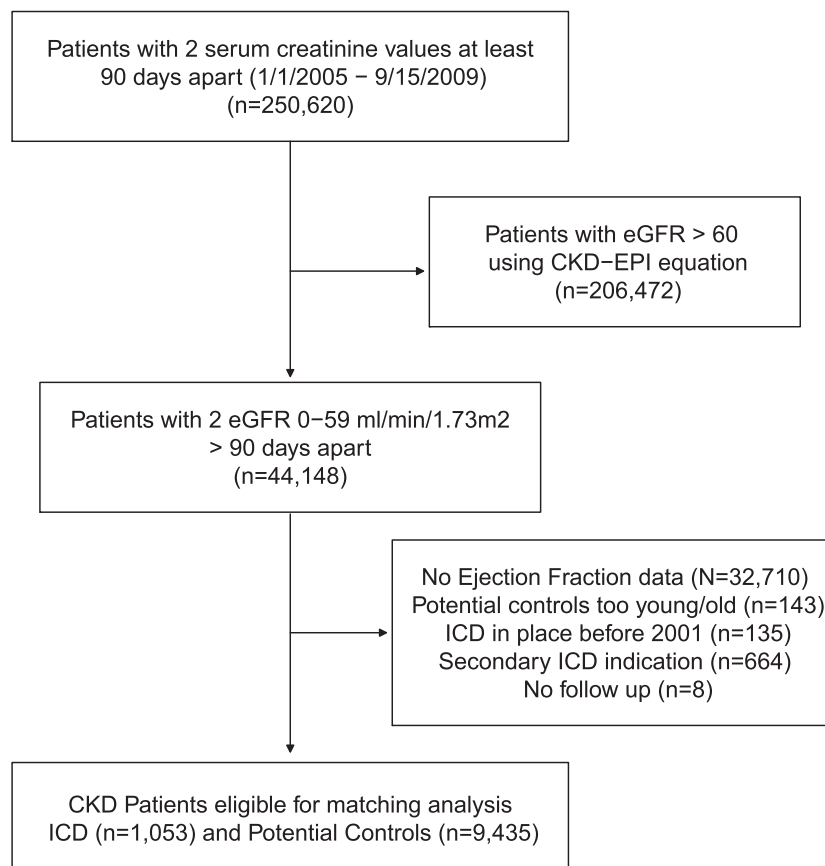 Patients with 2 serum creatinine values at least
90 days apart (1/1/2005 − 9/15/2009)
(n=250,620)
Patients with eGFR > 60
using CKD−EPI equation
(n=206,472)
Patients with 2 eGFR 0−59 ml/min/1.73m2
> 90 days apart
(n=44,148)
No Ejection Fraction data (N=32,710)
Potential controls too young/old (n=143)
ICD in place before 2001 (n=135)
Secondary ICD indication (n=664)
No follow up (n=8)
CKD Patients eligible for matching analysis
ICD (n=1,053) and Potential Controls (n=9,435)